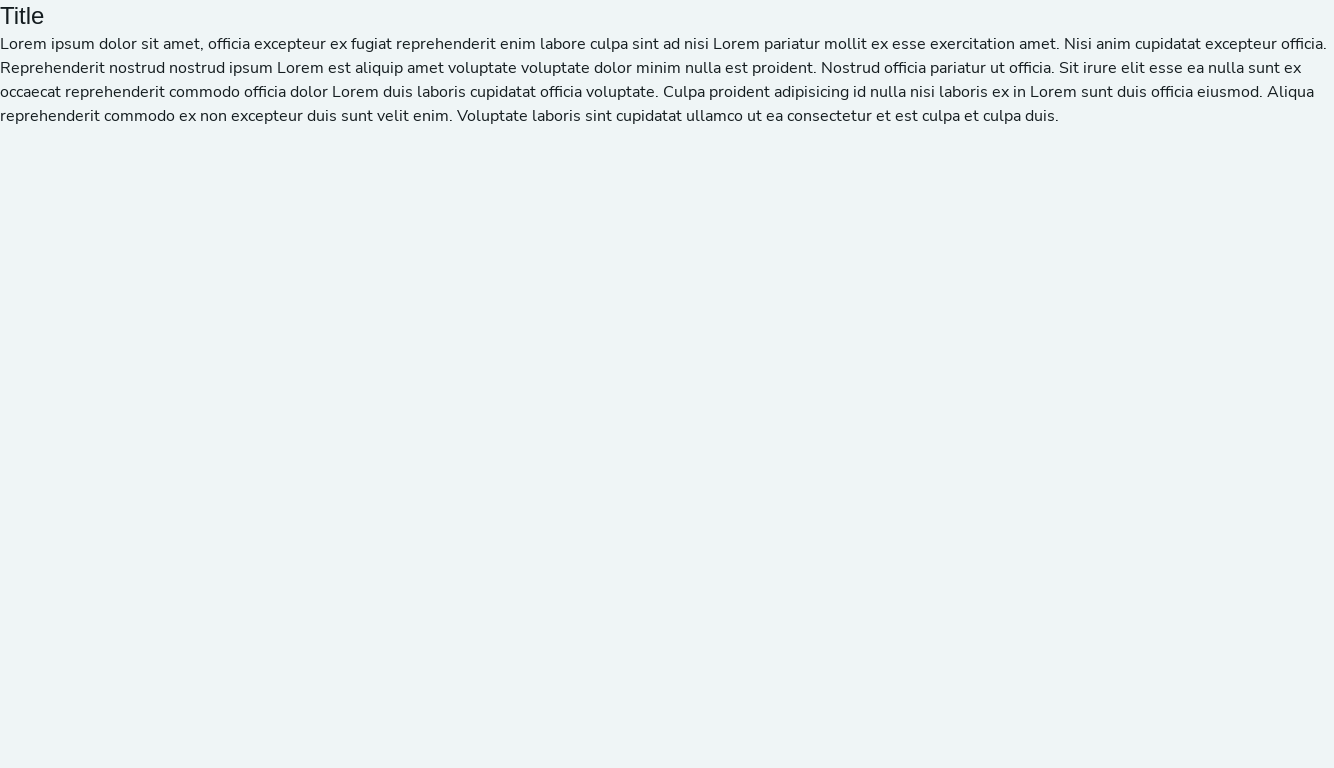 Title
Lorem ipsum dolor sit amet, officia excepteur ex fugiat reprehenderit enim labore culpa sint ad nisi Lorem pariatur mollit ex esse exercitation amet. Nisi anim cupidatat excepteur officia.
Reprehenderit nostrud nostrud ipsum Lorem est aliquip amet voluptate voluptate dolor minim nulla est proident. Nostrud officia pariatur ut officia. Sit irure elit esse ea nulla sunt ex
occaecat reprehenderit commodo officia dolor Lorem duis laboris cupidatat officia voluptate. Culpa proident adipisicing id nulla nisi laboris ex in Lorem sunt duis officia eiusmod. Aliqua
reprehenderit commodo ex non excepteur duis sunt velit enim. Voluptate laboris sint cupidatat ullamco ut ea consectetur et est culpa et culpa duis.